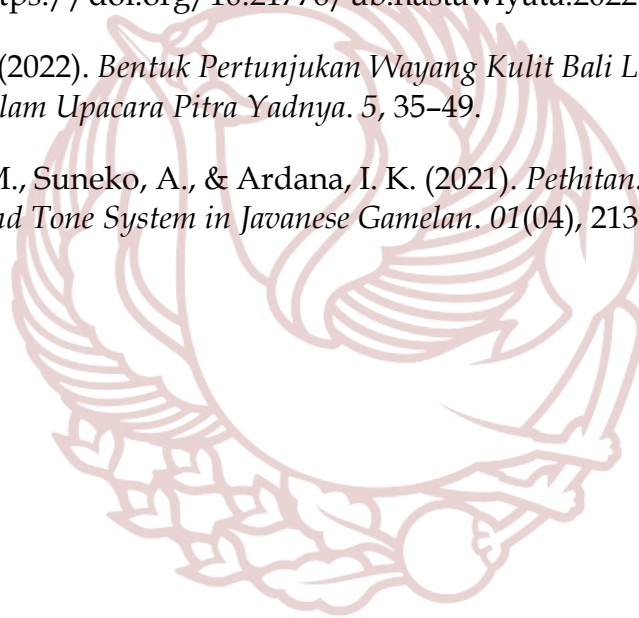 ttps://doi.org/10.21776/ub.hastawiyata.2022
(2022). Bentuk Pertunjukan Wayang Kulit Bali L
lam Upacara Pitra Yadnya. 5, 35–49.
M., Suneko, A., & Ardana, I. K. (2021). Pethitan.
nd Tone System in Javanese Gamelan. 01(04), 213